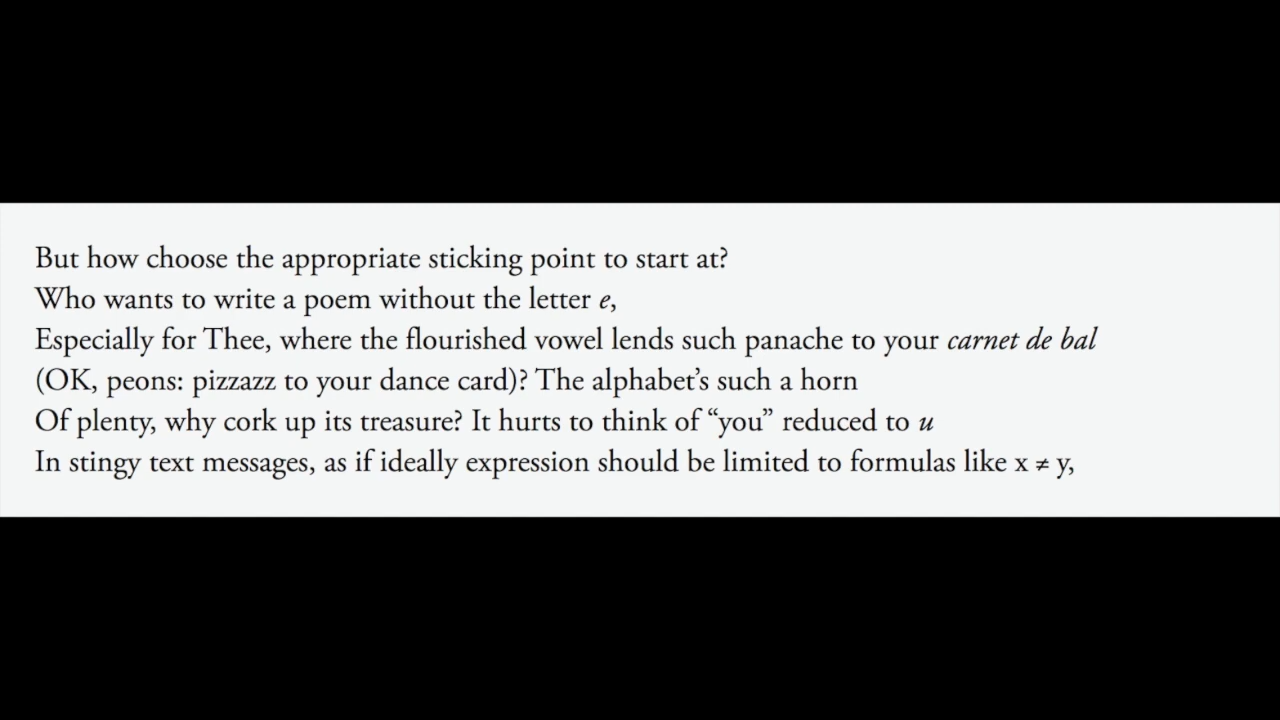 But how choose the appropriate sticking point to start at?
Who wants to write a poem without the letter e,
Especially for Thee, where the flourished vowel lends such panache to your carnet de bal
(OK, peons: pizzazz to your dance card)? The alphabet’s such a horn
Of plenty, why cork up its treasure? It hurts to think of “you” reduced to u
In stingy text messages, as if ideally expression should be limited to formulas like x ≠ y,